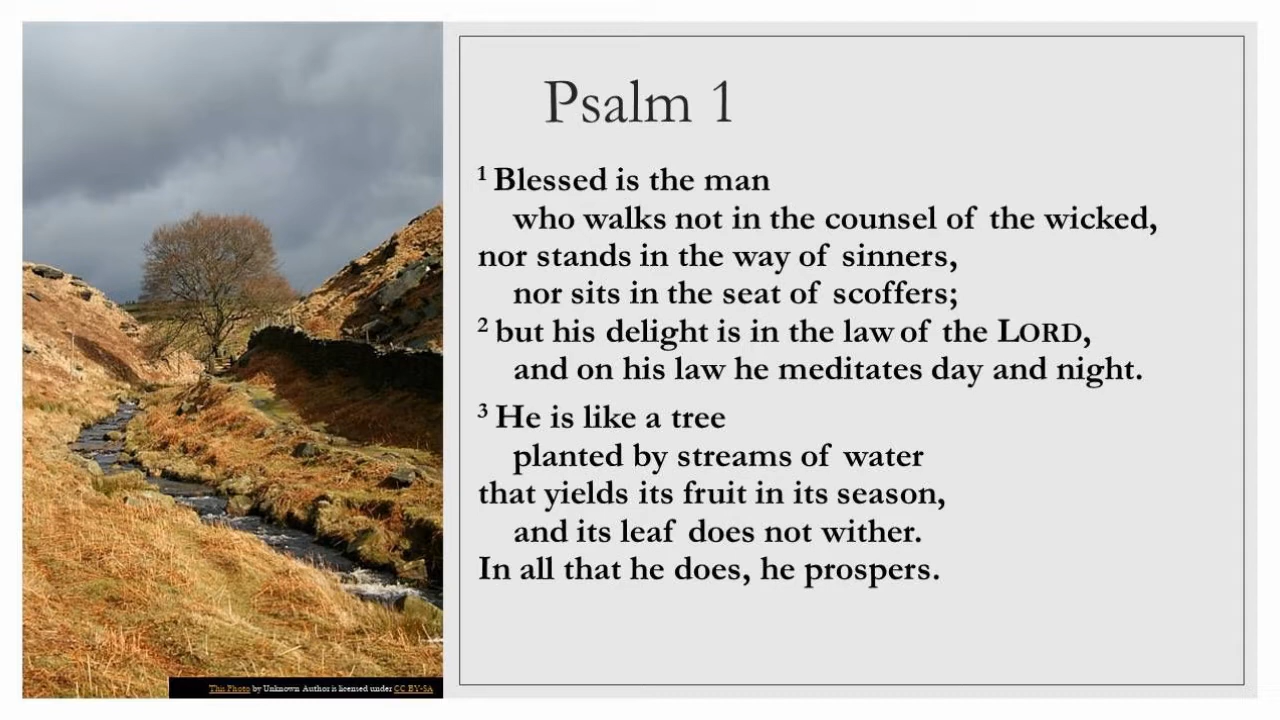 Psalm 1
1 Blessed is the man
who walks not in the counsel of the wicked,
nor stands in the way of sinners,
nor sits in the seat of scoffers;
2 but his delight is in the law of the LORD,
and on his law he meditates day and night.
3 He is like a tree
planted by streams of water
that yields its fruit in its season,
and its leaf does not wither.
In all that he does, he prospers.
This Photo by Unknown Author is licensed under CC BY-SA